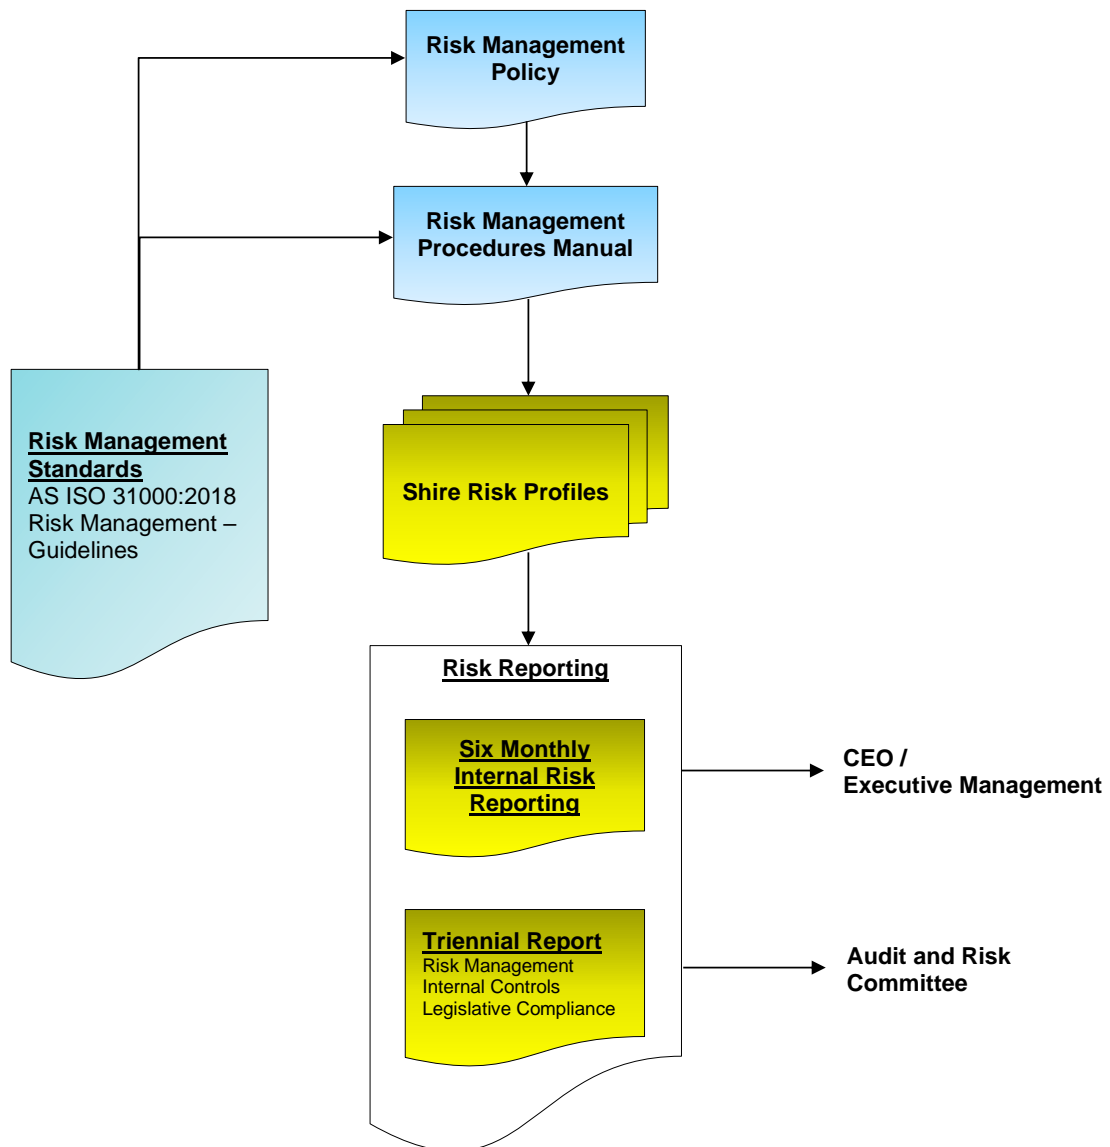 Risk Management
Policy
Risk Management
Procedures Manual
Risk Management
Standards
AS ISO 31000:2018
Risk Management –
Guidelines
Shire Risk Profiles
Risk Reporting
Six Monthly
Internal Risk
Reporting
CEO /
Executive Management
Triennial Report
Risk Management
Internal Controls
Legislative Compliance
Audit and Risk
Committee